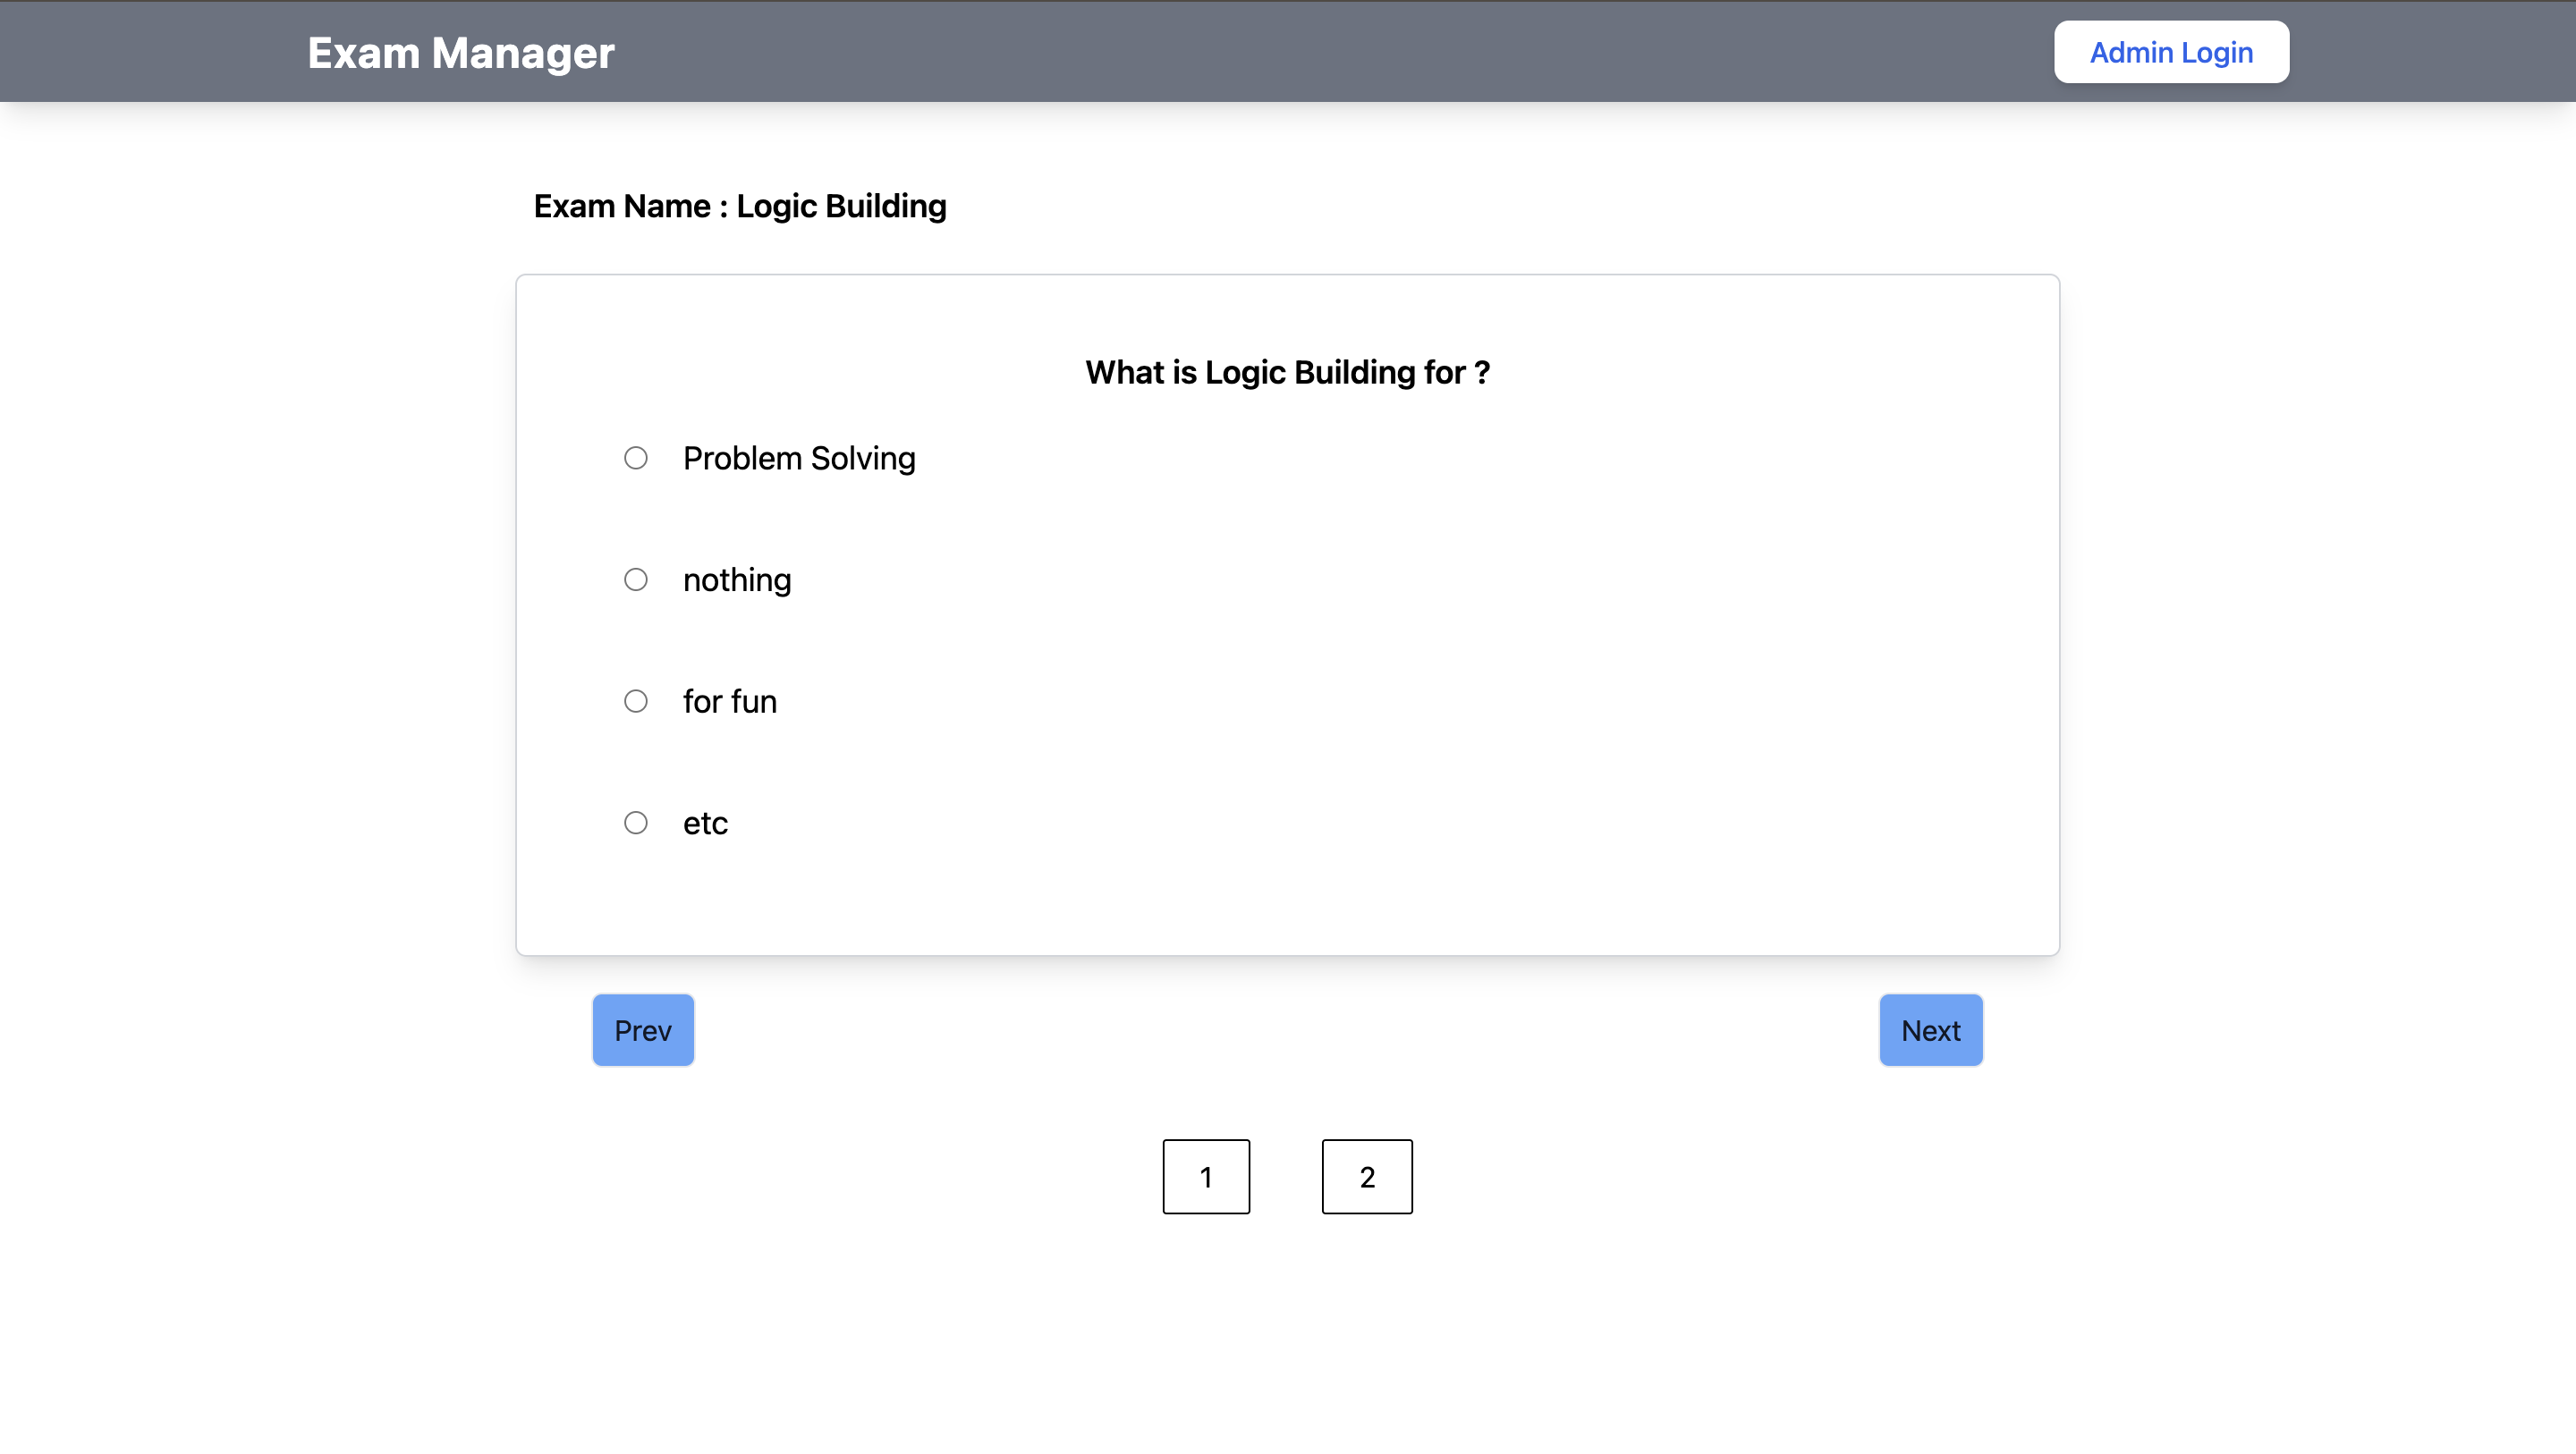 Exam Manager
Admin Login
Exam Name : Logic Building
What is Logic Building for ?
Problem Solving
nothing
for fun
etc
Prev
Next
1
2